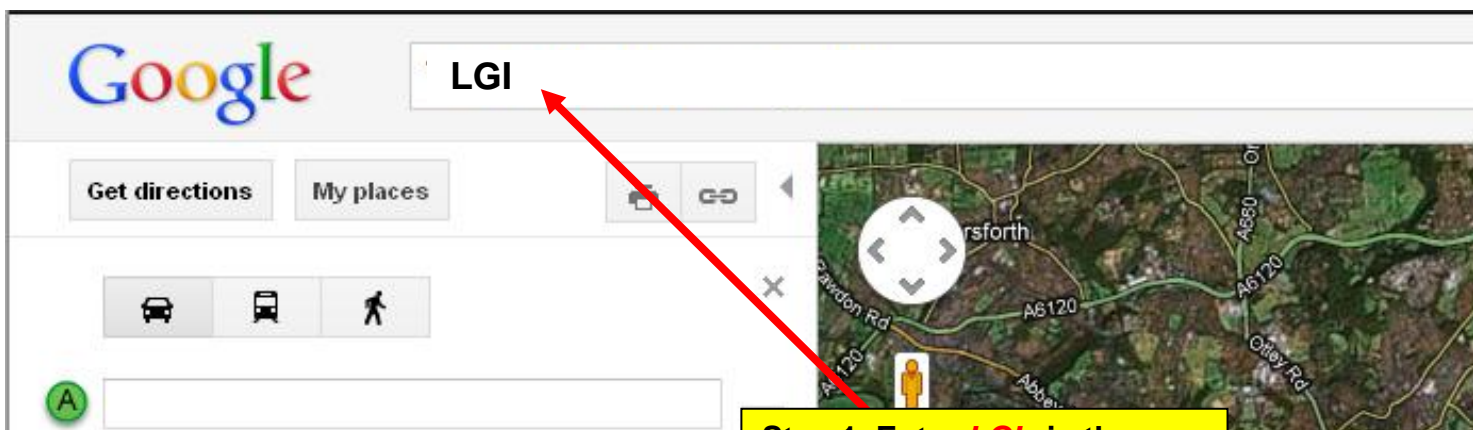 Google
LGI
Get directions
My places
A
rsforth
A660
A6120
A6120
Rawdon Rd
A6120
Otley Rd
Abbey